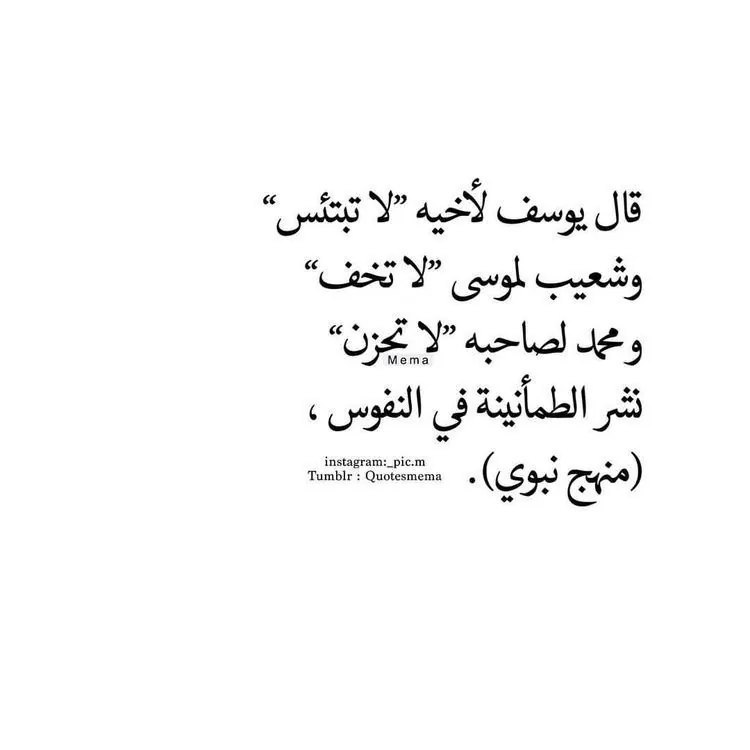 قال يوسف لأخيه ”لا تبتئس“
وشعيب لموسى ”لا تخف“
ومحمد لصاحبه ”لا تحزن“
Mema
نشر الطمأنينة في النفوس ،
(منهج نبوي).
instagram:_pic.m
Tumblr : Quotesmema